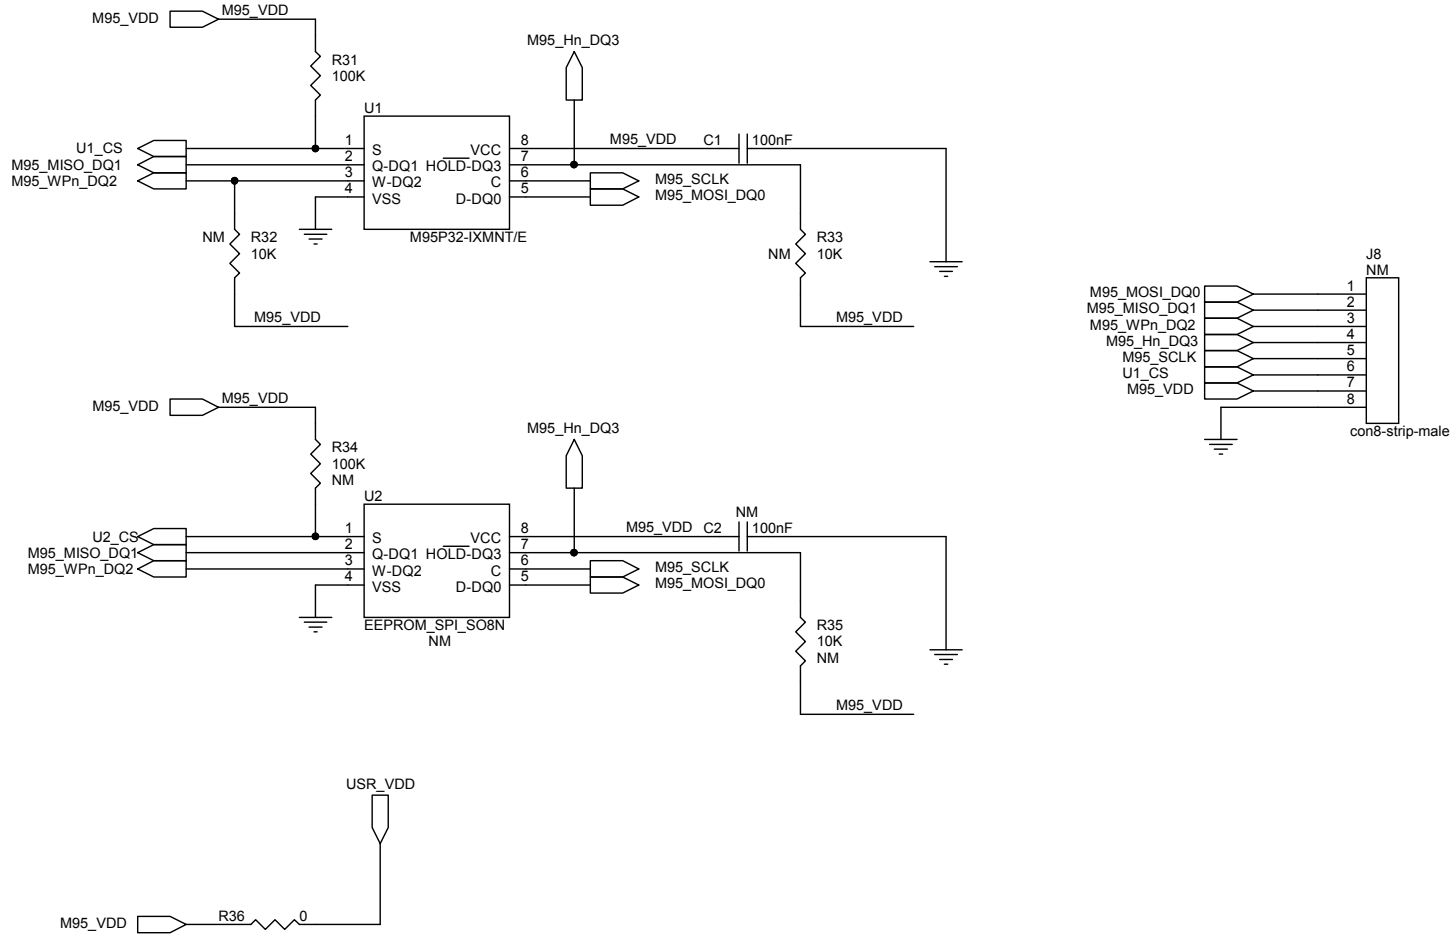 M95_VDD
M95_VDD
R31
100K
M95_Hn_DQ3
U1
U1_CS
M95_MISO_DQ1
M95_WPn_DQ2
1
2
3
4
S
Q-DQ1
W-DQ2
VSS
VCC
HOLD-DQ3
C
D-DQ0
8
7
6
5
M95P32-IXMNT/E
M95_VDD
C1
100nF
M95_SCLK
M95_MOSI_DQ0
NM
R32
10K
M95_VDD
R33
NM
10K
M95_VDD
J8
NM
M95_MOSI_DQ0
M95_MISO_DQ1
M95_WPn_DQ2
M95_Hn_DQ3
M95_SCLK
U1_CS
M95_VDD
1
2
3
4
5
6
7
8
con8-strip-male
M95_VDD
M95_VDD
R34
100K
NM
M95_Hn_DQ3
U2
U2_CS
M95_MISO_DQ1
M95_WPn_DQ2
1
2
3
4
S
Q-DQ1
W-DQ2
VSS
VCC
HOLD-DQ3
C
D-DQ0
8
7
6
5
EEPROM_SPI_SO8N
NM
M95_VDD
C2
NM
100nF
M95_SCLK
M95_MOSI_DQ0
R35
10K
NM
M95_VDD
USR_VDD
M95_VDD
R36
0